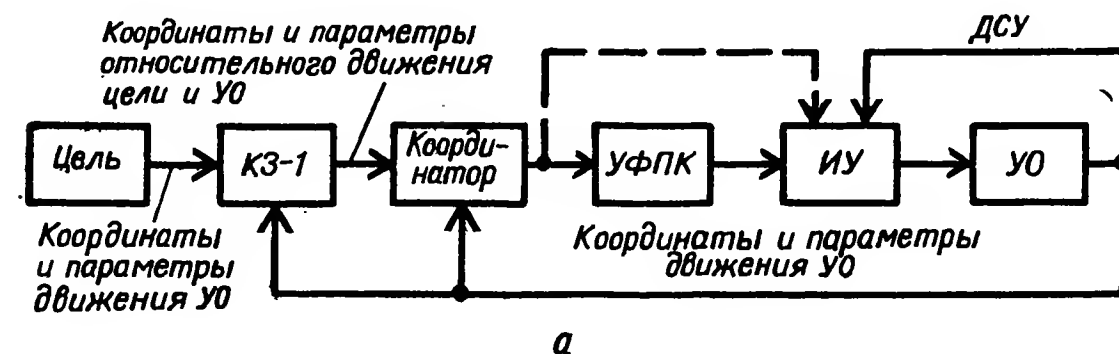 Координаты и параметры
относительного движения
цели и УО
ДСУ
Цель
КЗ-1
Коорди-
натор
УФПК
ИУ
УО
Координаты
и параметры
движения УО
Координаты и параметры
движения УО
а